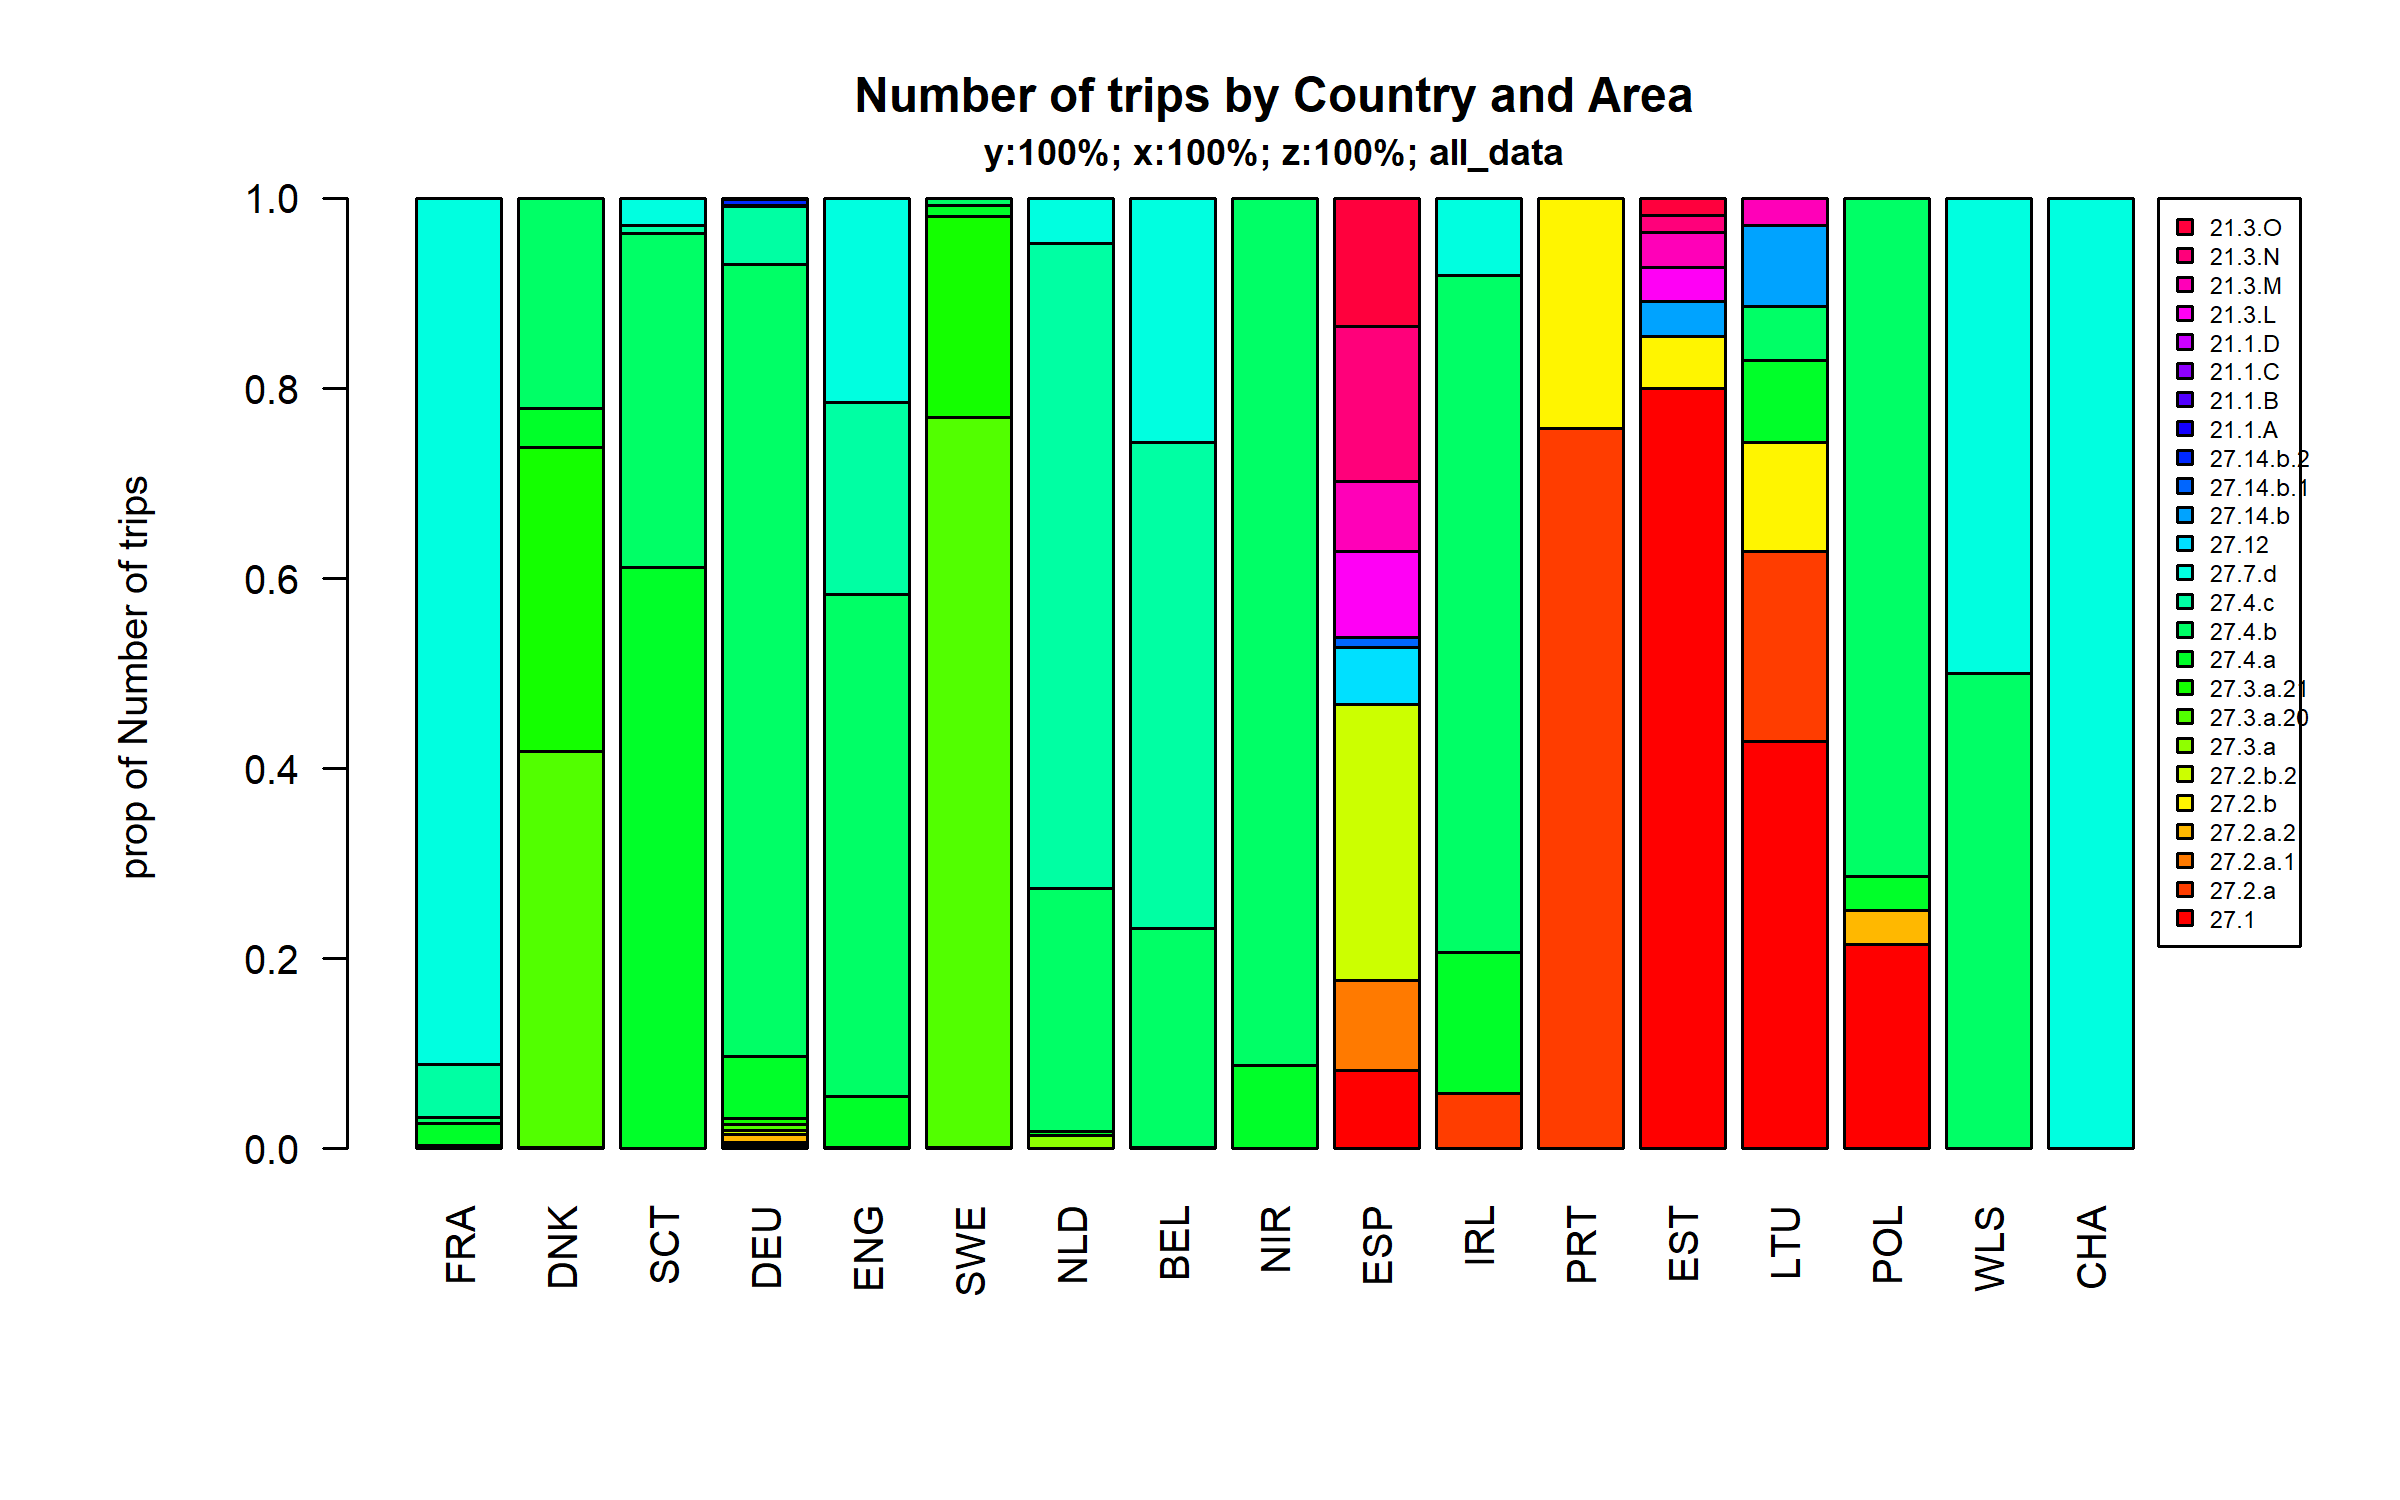 Number of trips by Country and Area
y:100%; x:100%; z:100%; all_data
prop of Number of trips
1.0
0.8
0.6
0.4
0.2
0.0
FRA
DNK
SCT
DEU
ENG
SWE
NLD
BEL
NIR
ESP
IRL
PRT
EST
LTU
POL
WLS
CHA
21.3.O
21.3.N
21.3.M
21.3.L
21.1.D
21.1.C
21.1.B
21.1.A
27.14.b.2
27.14.b.1
27.14.b
27.12
27.7.d
27.4.c
27.4.b
27.4.a
27.3.a.21
27.3.a.20
27.3.a
27.2.b.2
27.2.b
27.2.a.2
27.2.a.1
27.2.a
27.1